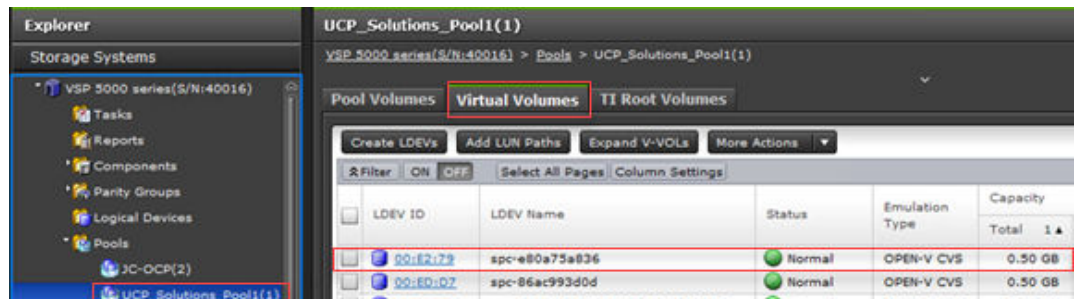 Explorer
Storage Systems
VSP 5000 series(S/N:40016)
Tasks
Reports
Components
Parity Groups
Logical Devices
Pools
JC-OCP(2)
UCP_Solutions_Pool1(1)
UCP_Solutions_Pool1(1)
VSP 5000 series(S/N:40016) > Pools > UCP_Solutions_Pool1(1)
Pool Volumes Virtual Volumes TI Root Volumes
Create LDEVs Add LUN Paths Expand V-VOLs More Actions
Filter ON OFF Select All Pages Column Settings
LDEV ID LDEV Name Status Emulation Type Capacity
Total 1
00:E2:79 spc-e80a75a836 Normal OPEN-V CVS 0.50 GB
00:ED:D7 spc-86ac993d0d Normal OPEN-V CVS 0.50 GB